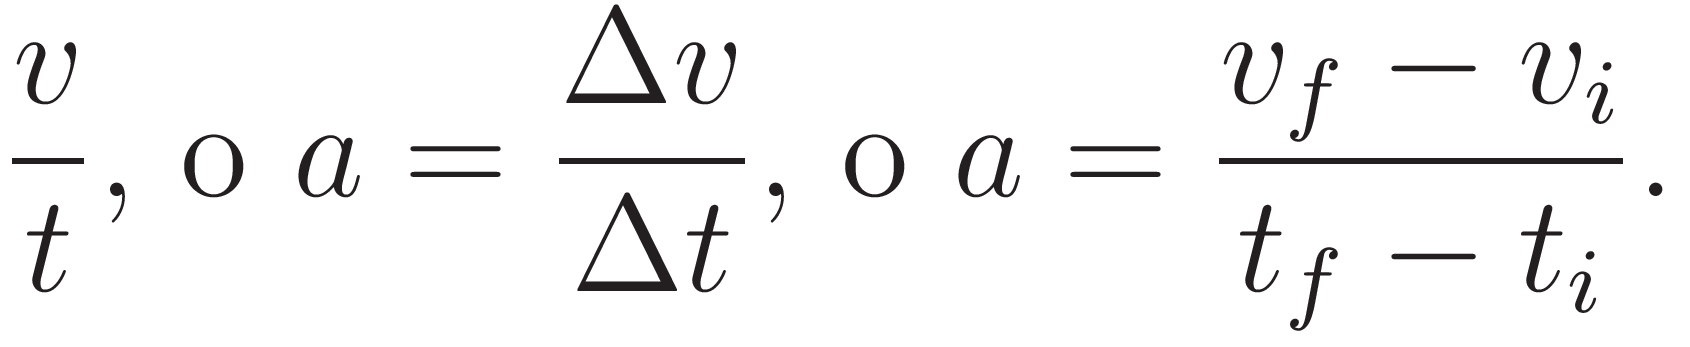 v/t, o a = Δv/Δt, o a = (v_f − v_i)/(t_f − t_i).